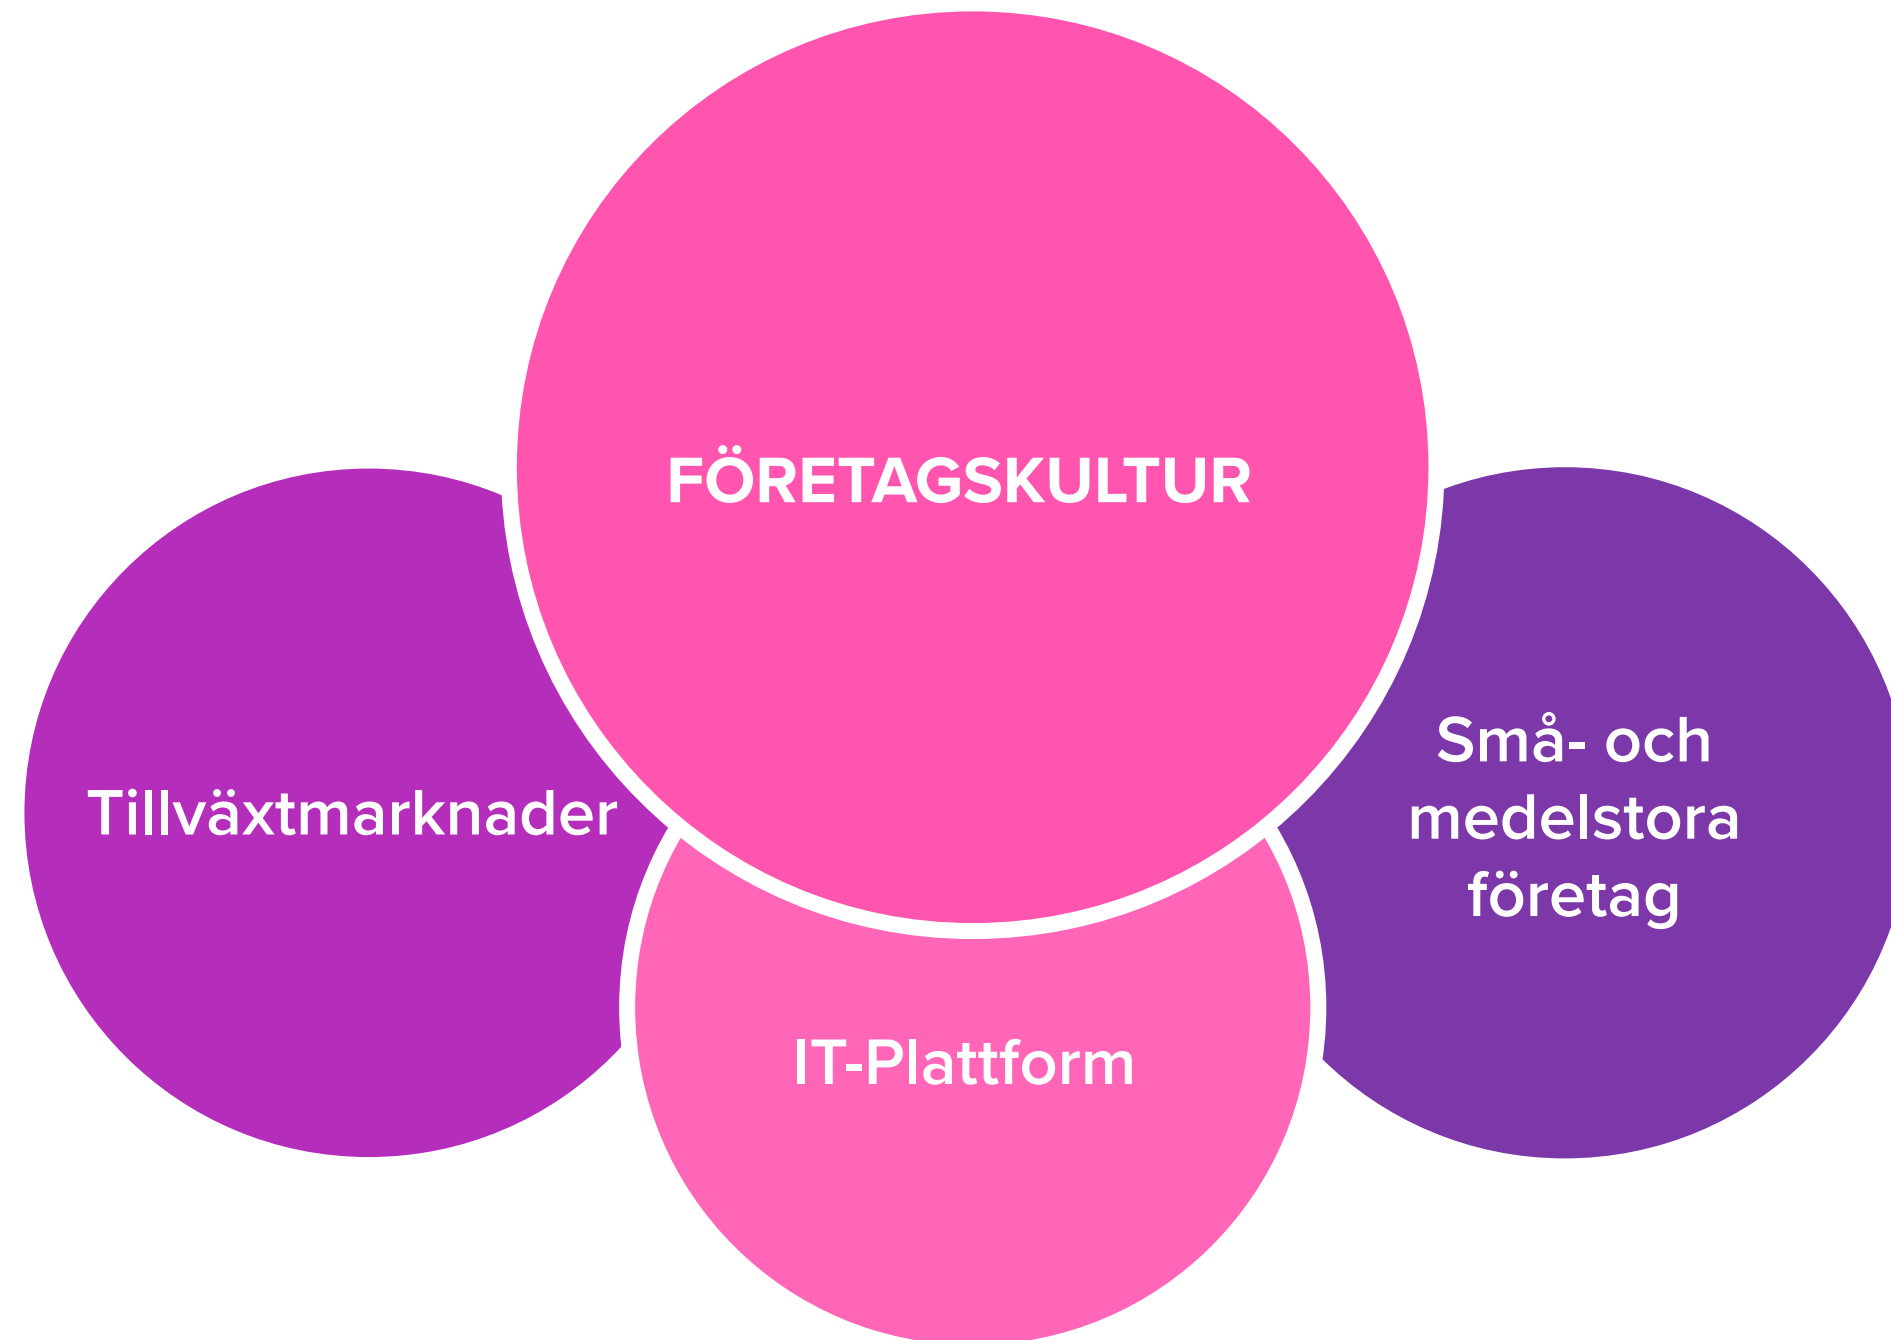 FÖRETAGSKULTUR
Tillväxtmarknader
Små- och
medelstora
företag
IT-Plattform